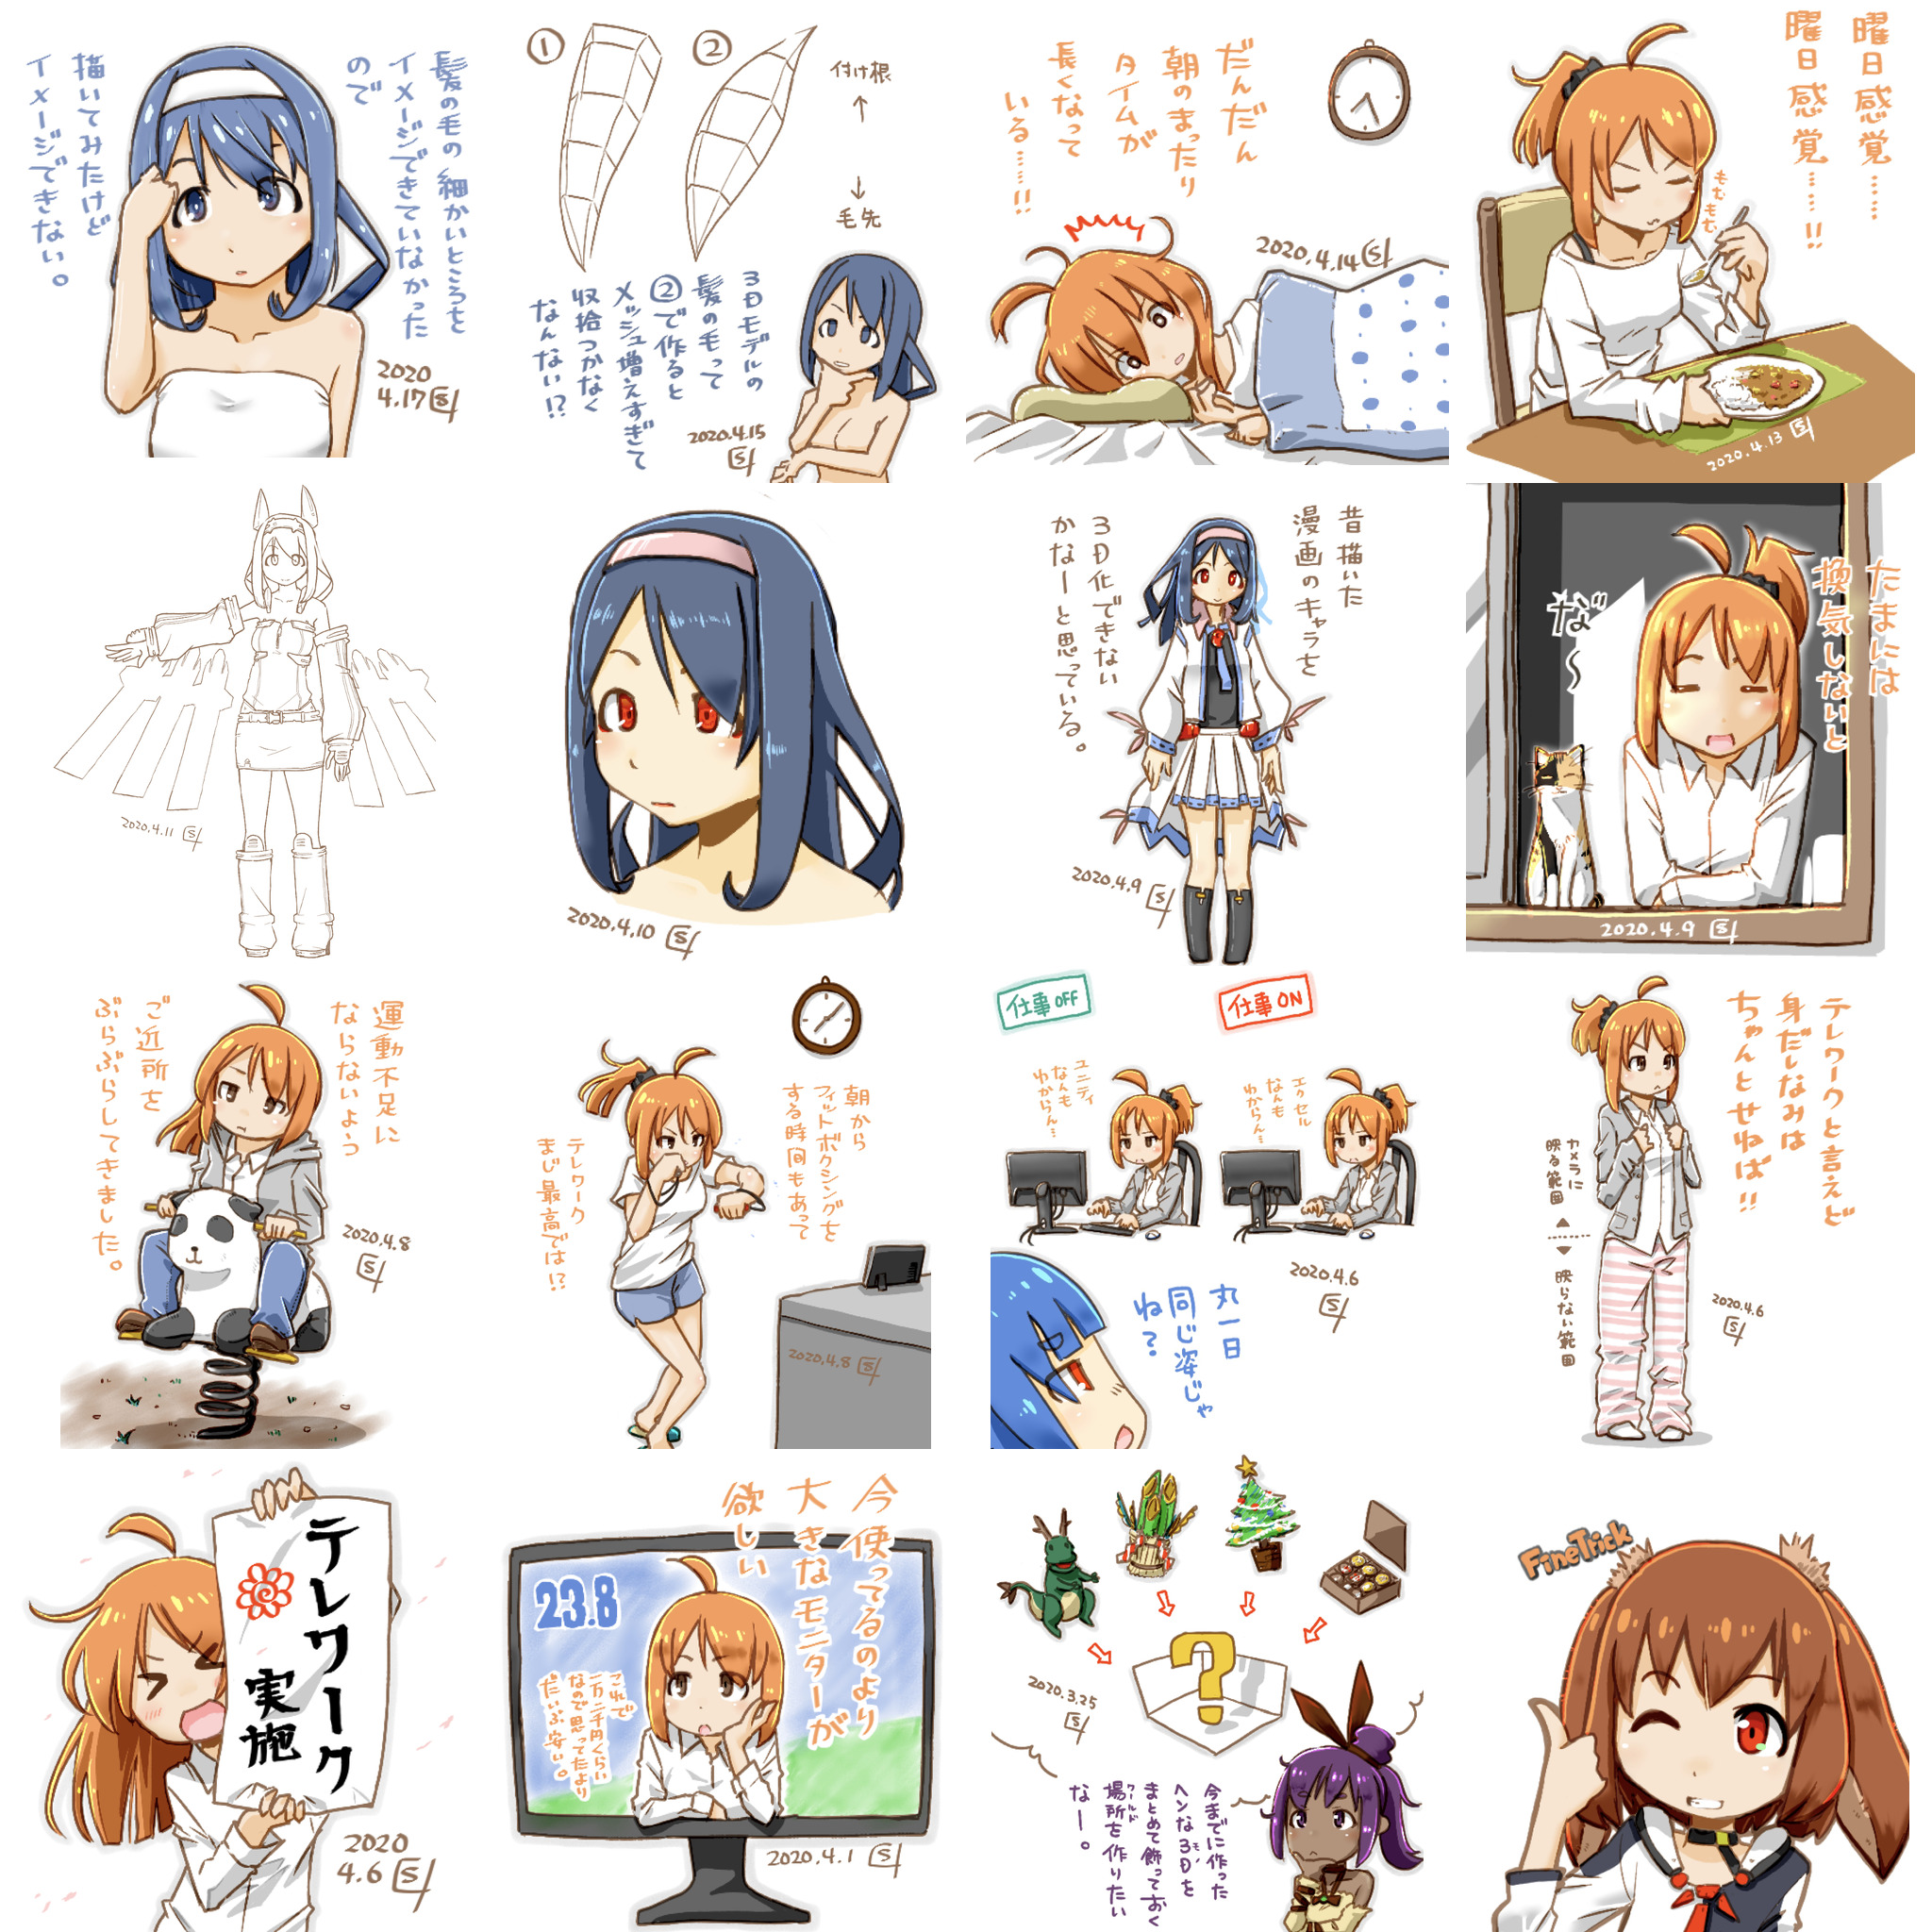 髪の毛の細かいところを
イメージできていなかった
ので
描いてみたけど
イメージできない。
2020
4.17
①
②
付け根
↑
↓
毛先
3Dモデルの
髪の毛って
②で作ると
メッシュ増えすぎて
収拾つかなく
なんない!?
2020.4.15
だんだん
朝のまったり
タイムが
長くなって
いる……!!
2020.4.14
曜日感覚……
曜日感覚……!!
もむもむ
2020.4.13
2020.4.11
2020.4.10
昔描いた
漫画のキャラを
3D化できない
かなーと思っている。
2020.4.9
たまには
換気しないと
な〜
2020.4.9
運動不足に
ならないよう
ご近所を
ぶらぶらしてきました。
2020.4.8
朝から
フィットボクシングを
する時間もあって
テレワーク
まじ最高では!?
2020.4.8
仕事OFF
仕事ON
ユニティ
なんも
わからん…
エクセル
なんも
わからん…
2020.4.6
丸一日
同じ姿じゃ
ね?
テレワークと言えど
身だしなみは
ちゃんとせねば!!
カメラに
映る範囲
映らない範囲
2020.4.6
テレワーク
実施
2020
4.6
今使ってるのより
大きなモニターが
欲しい
23.8
これで
一万二千円くらい
なので思ってたより
だいぶ安い。
2020.4.1
?
2020.3.25
今までに作った
ヘンな3Dモノを
まとめて飾っておく
場所ワールドを作りたい
なー。
FineTrick